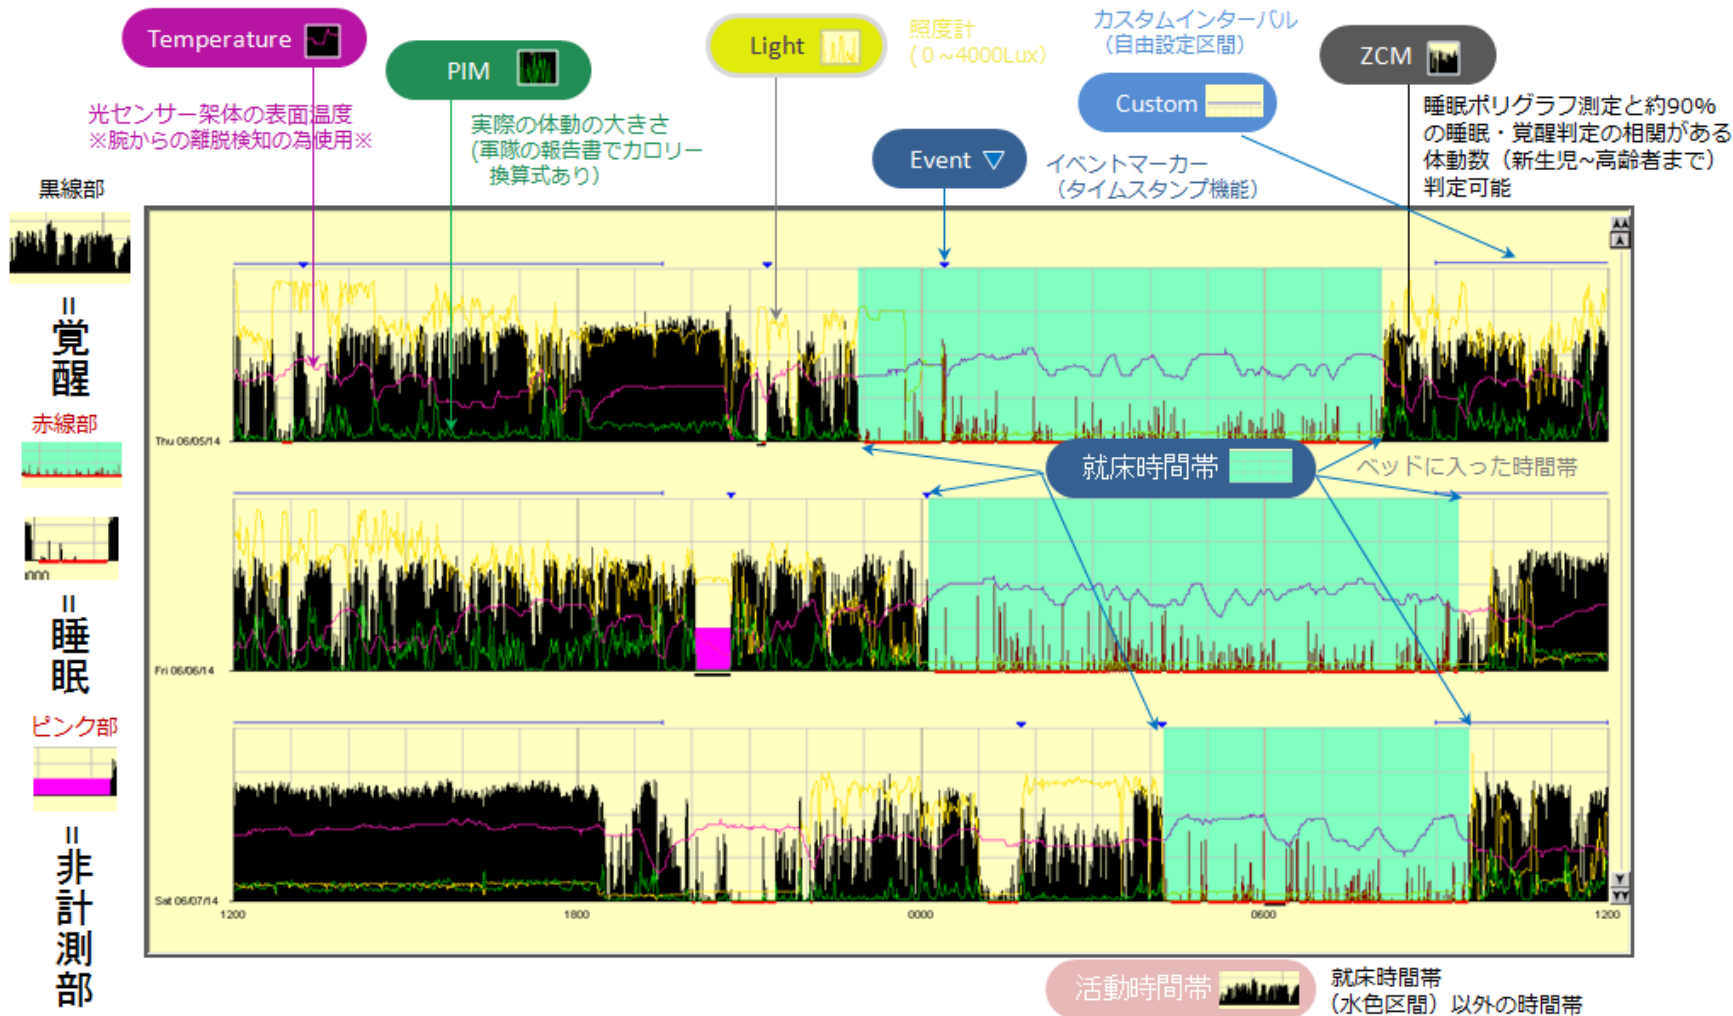 Temperature
光センサー架体の表面温度
※腕からの離脱検知の為使用※
PIM
実際の体動の大きさ
(軍隊の報告書でカロリー
換算式あり)
Light
照度計
(0~4000Lux)
Event
イベントマーカー
(タイムスタンプ機能)
カスタムインターバル
(自由設定区間)
Custom
ZCM
睡眠ポリグラフ測定と約90%
の睡眠・覚醒判定の相関がある
体動数(新生児~高齢者まで)
判定可能
黒線部
=
覚醒
赤線部
0000
=
睡眠
ピンク部
=
非計測部
Thu 06/05/14
就床時間帯
ベッドに入った時間帯
Fri 06/06/14
Sat 06/07/14
1200
1800
0000
0600
1200
活動時間帯
就床時間帯
(水色区間)以外の時間帯